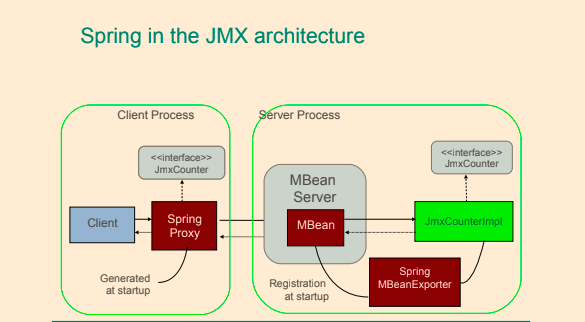 Spring in the JMX architecture
Client Process
Server Process
<<interface>>
JmxCounter
<<interface>>
JmxCounter
MBean
Server
Client
Spring
Proxy
MBean
JmxCounterImpl
Generated
at startup
Registration
at startup
Spring
MBeanExporter